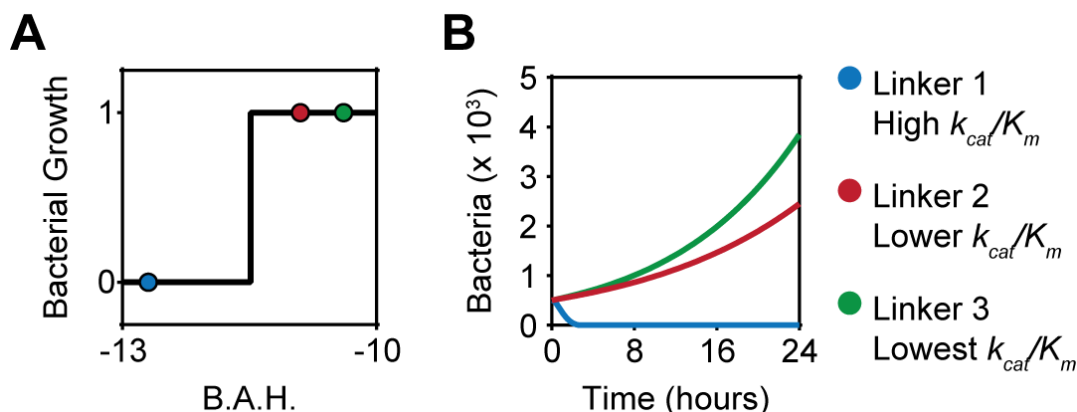 A
Bacterial Growth
1
0
-13
-10
B.A.H.
B
Bacteria (x 10³)
5
4
3
2
1
0
0
8
16
24
Time (hours)
Linker 1
High kcat/Km
Linker 2
Lower kcat/Km
Linker 3
Lowest kcat/Km